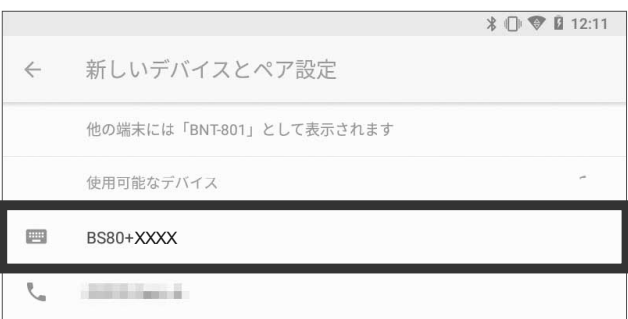 12:11
新しいデバイスとペア設定
他の端末には「BNT-801」として表示されます
使用可能なデバイス
BS80+XXXX